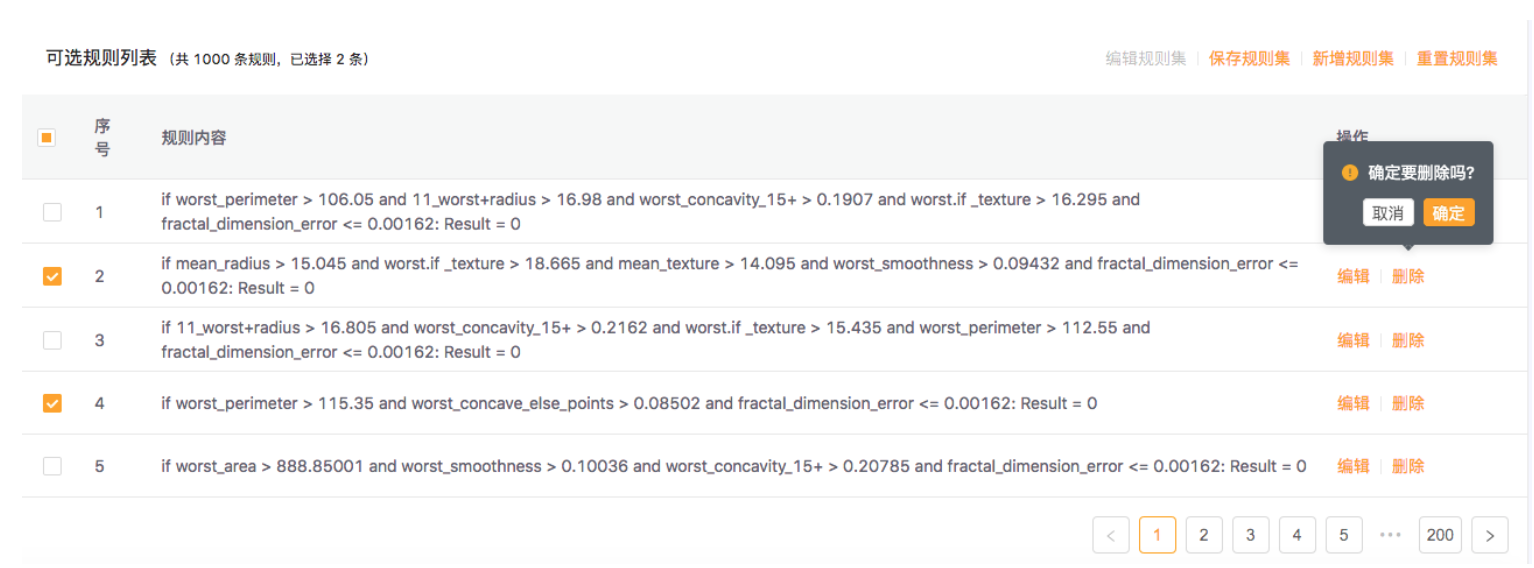 可选规则列表 (共 1000 条规则, 已选择 2 条) 编辑规则集 保存规则集 新增规则集 重置规则集
序号 规则内容 操作
确定要删除吗?
取消 确定
1 if worst_perimeter > 106.05 and 11_worst+radius > 16.98 and worst_concavity_15+ > 0.1907 and worst.if _texture > 16.295 and
fractal_dimension_error <= 0.00162: Result = 0
2 if mean_radius > 15.045 and worst.if _texture > 18.665 and mean_texture > 14.095 and worst_smoothness > 0.09432 and fractal_dimension_error <=
0.00162: Result = 0 编辑 删除
3 if 11_worst+radius > 16.805 and worst_concavity_15+ > 0.2162 and worst.if _texture > 15.435 and worst_perimeter > 112.55 and
fractal_dimension_error <= 0.00162: Result = 0 编辑 删除
4 if worst_perimeter > 115.35 and worst_concave_else_points > 0.08502 and fractal_dimension_error <= 0.00162: Result = 0 编辑 删除
5 if worst_area > 888.85001 and worst_smoothness > 0.10036 and worst_concavity_15+ > 0.20785 and fractal_dimension_error <= 0.00162: Result = 0 编辑 删除
< 1 2 3 4 5 ••• 200 >